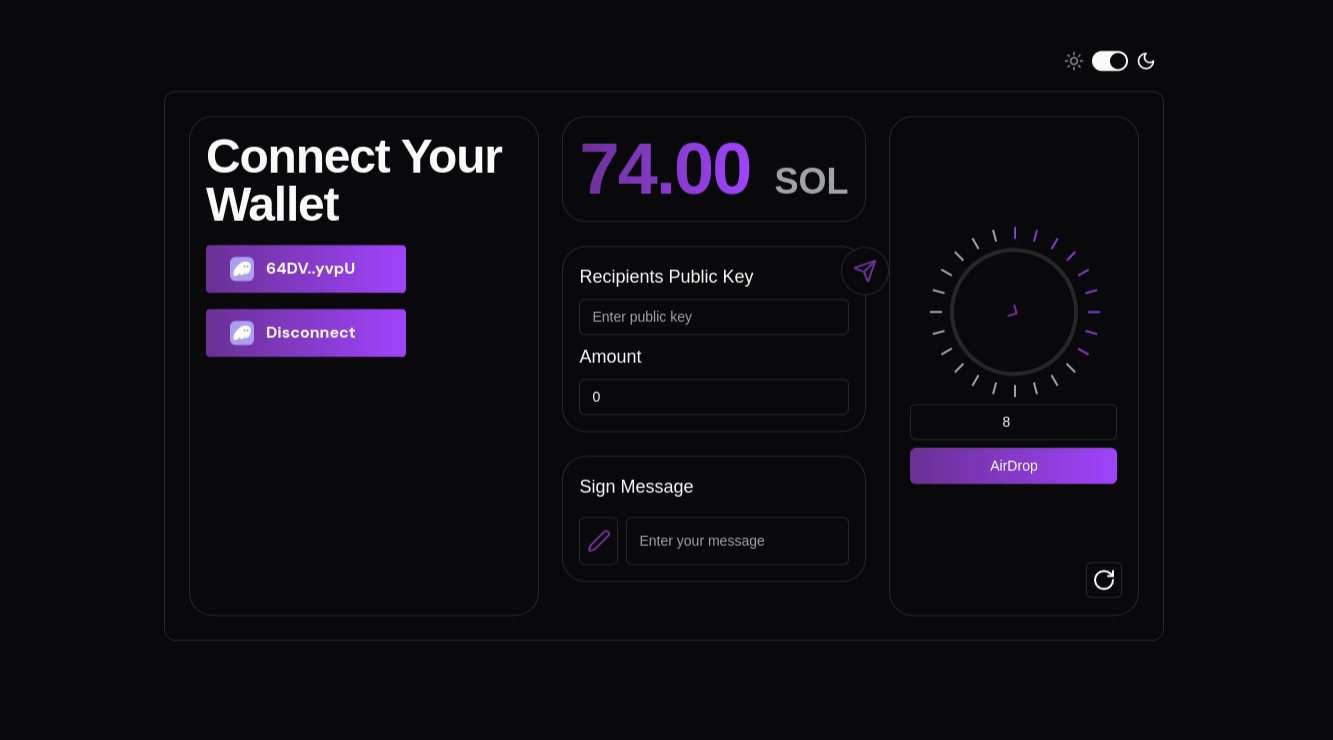 Connect Your
Wallet
64DV..yvpU
Disconnect
74.00 SOL
Recipients Public Key
Enter public key
Amount
0
Sign Message
Enter your message
8
AirDrop